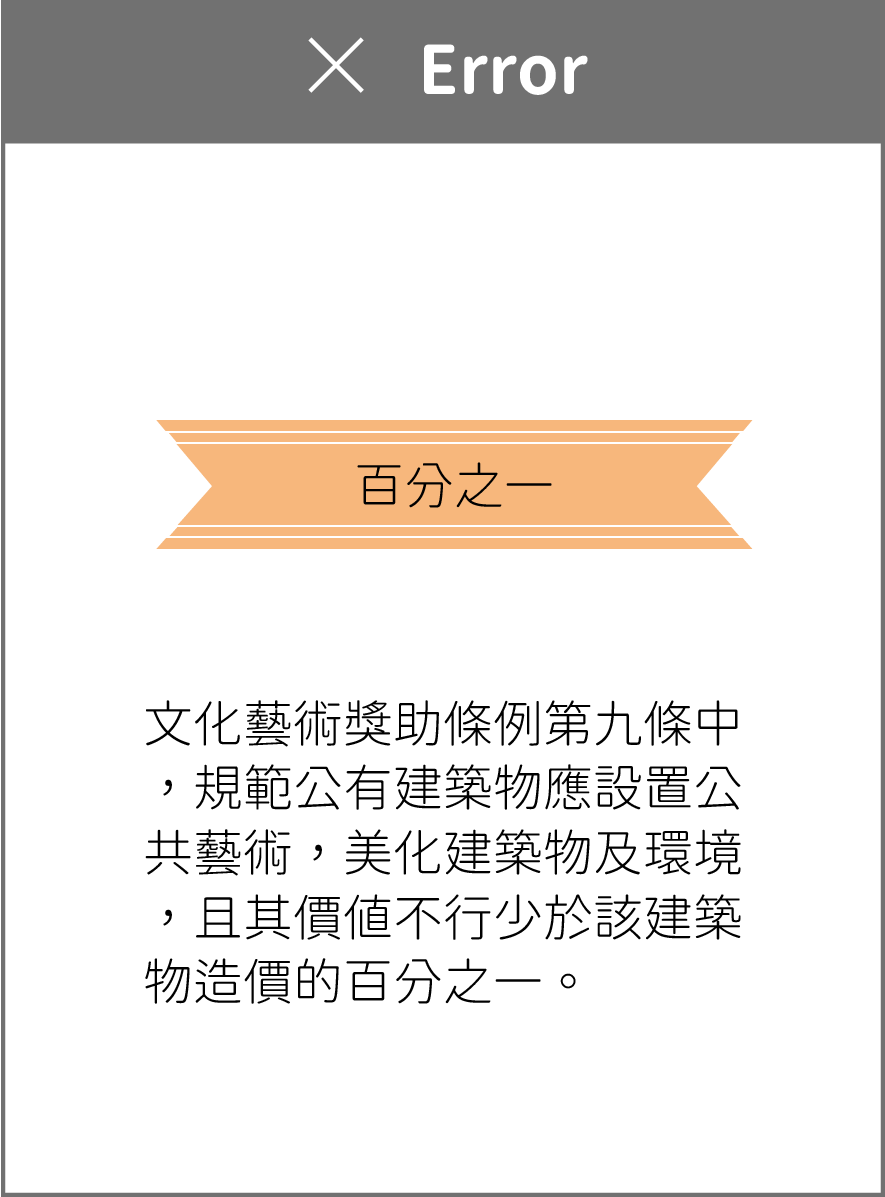 × Error
百分之一
文化藝術獎助條例第九條中
，規範公有建築物應設置公
共藝術，美化建築物及環境
，且其價值不行少於該建築
物造價的百分之一。